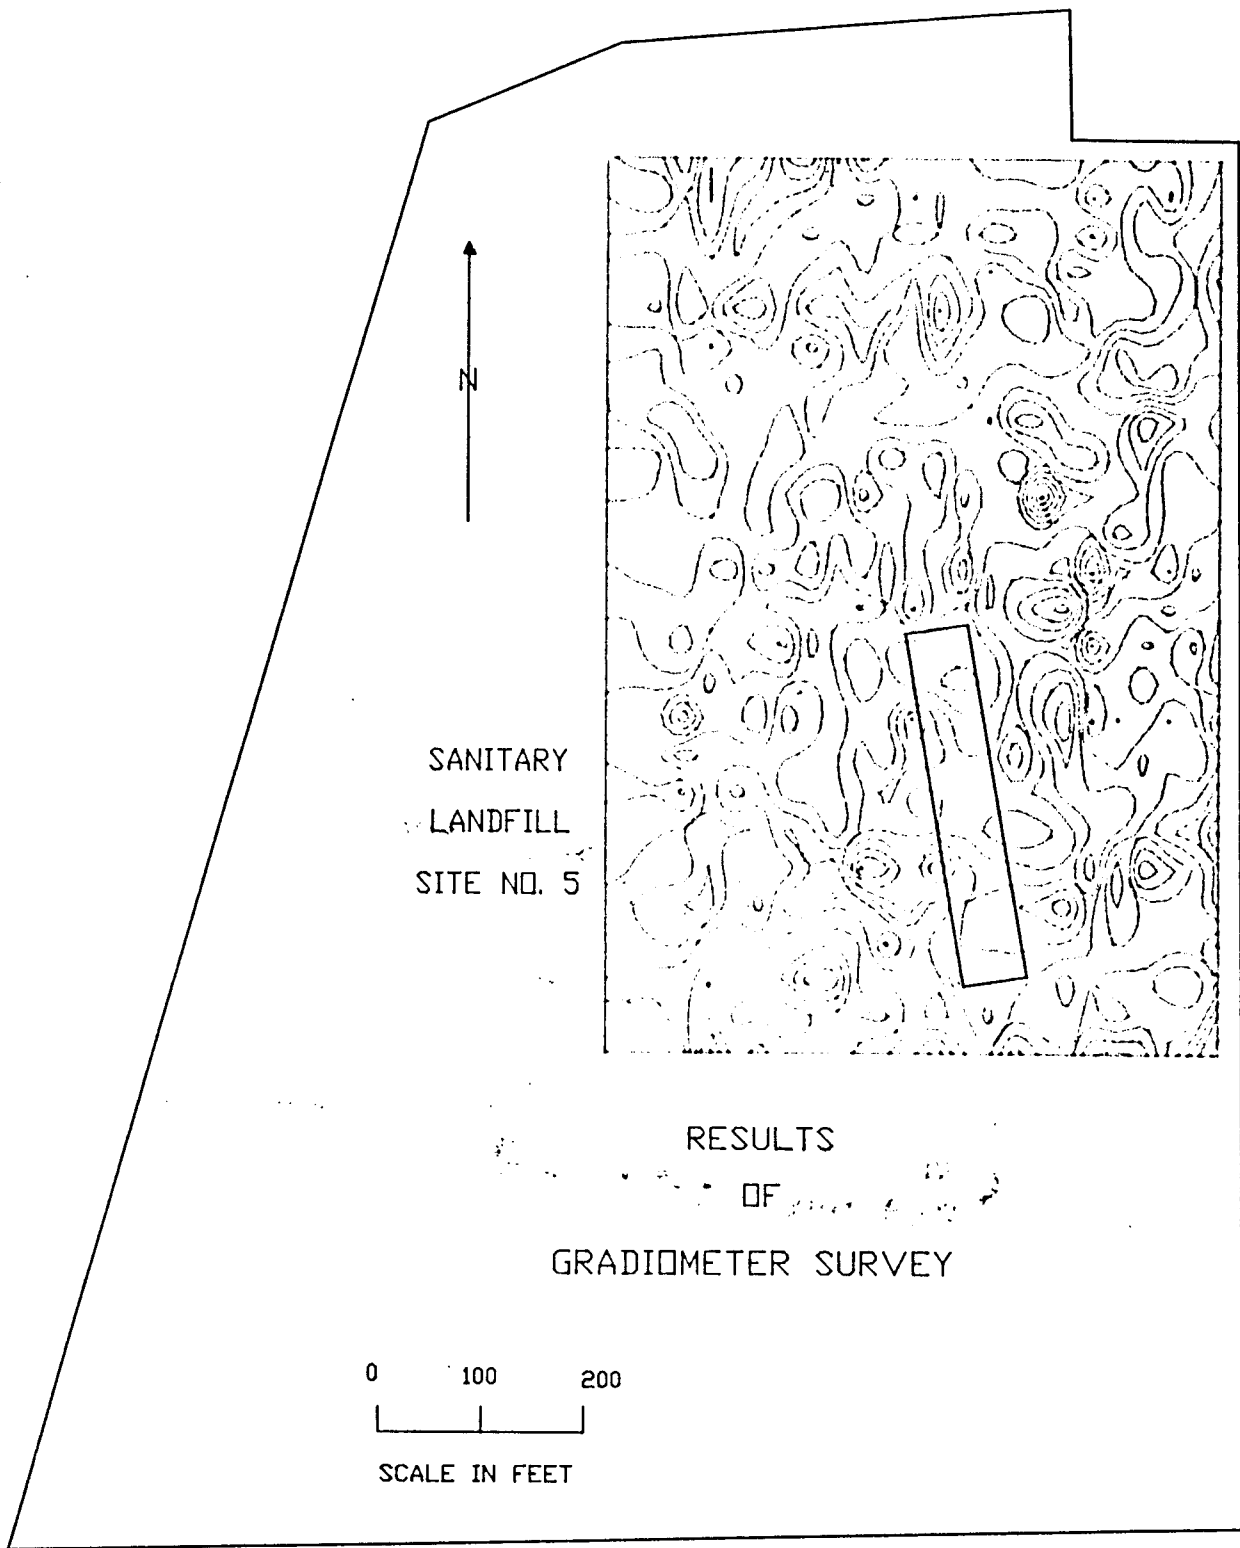 N
SANITARY
LANDFILL
SITE NO. 5
RESULTS
OF
GRADIOMETER SURVEY
0 100 200
SCALE IN FEET